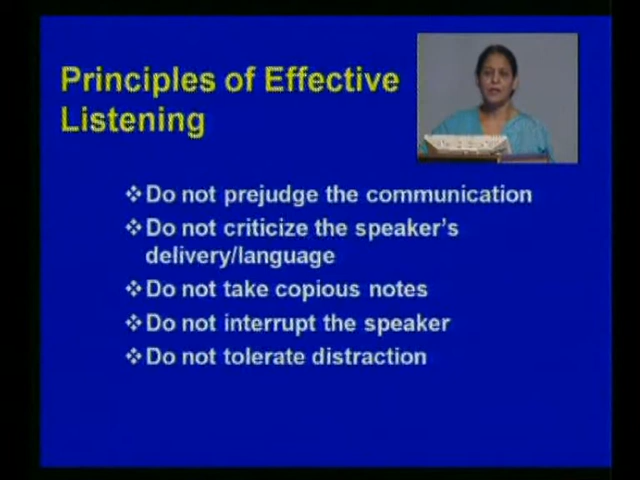 Principles of Effective
Listening
❖Do not prejudge the communication
❖Do not criticize the speaker's
delivery/language
❖Do not take copious notes
❖Do not interrupt the speaker
❖Do not tolerate distraction